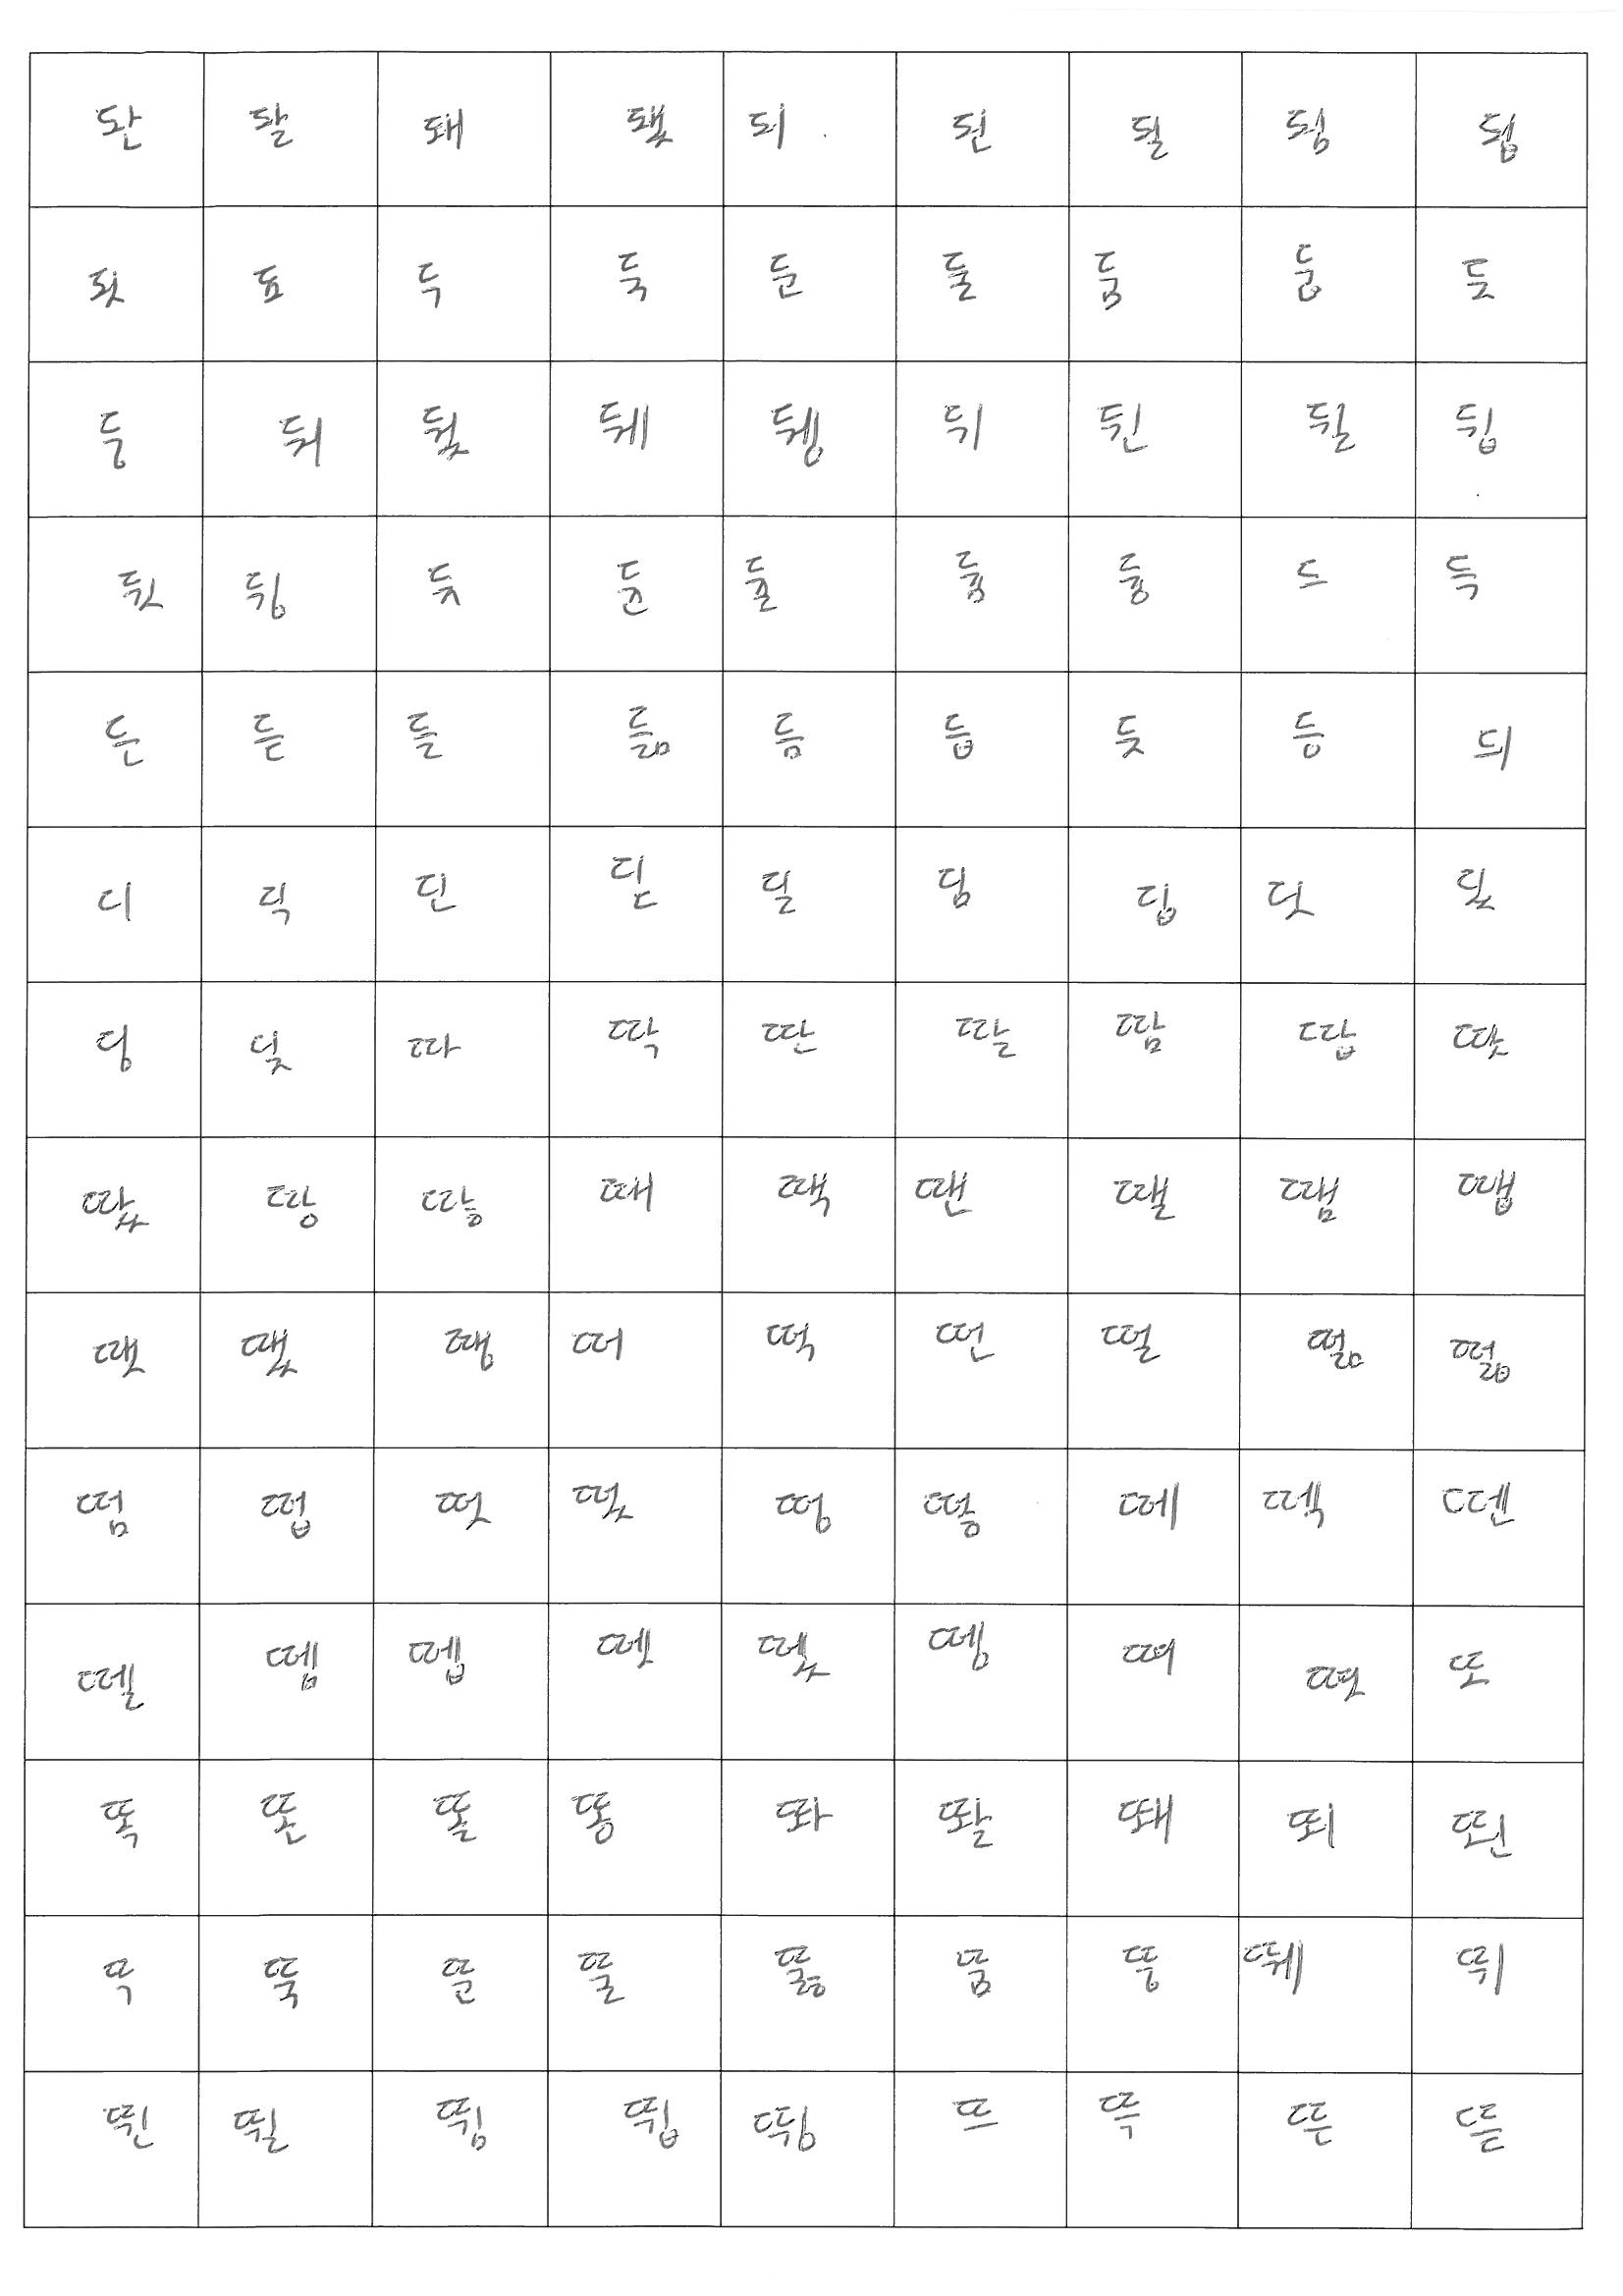 돤 돨 돼 됐 되 된 될 됨 됩
됫 됴 두 둑 둔 둘 둠 둡 둣
둥 둬 뒀 뒈 뒝 뒤 뒨 뒬 뒵
뒷 뒹 듀 듄 듈 듐 듕 드 득
든 듣 들 듦 듬 듭 듯 등 듸
디 딕 딘 딛 딜 딤 딥 딧 딨
딩 딪 따 딱 딴 딸 땀 땁 땃
땄 땅 땋 때 땍 땐 땔 땜 땝
땟 땠 땡 떠 떡 떤 떨 떪 떫
떰 떱 떳 떴 떵 떻 떼 떽 뗀
뗄 뗌 뗍 뗏 뗐 뗑 뗘 뗬 또
똑 똔 똘 똥 똬 똴 뙈 뙤 뙨
뚜 뚝 뚠 뚤 뚫 뚬 뚱 뛔 뛰
뛴 뛸 뜀 뜁 뜅 뜨 뜩 뜬 뜯